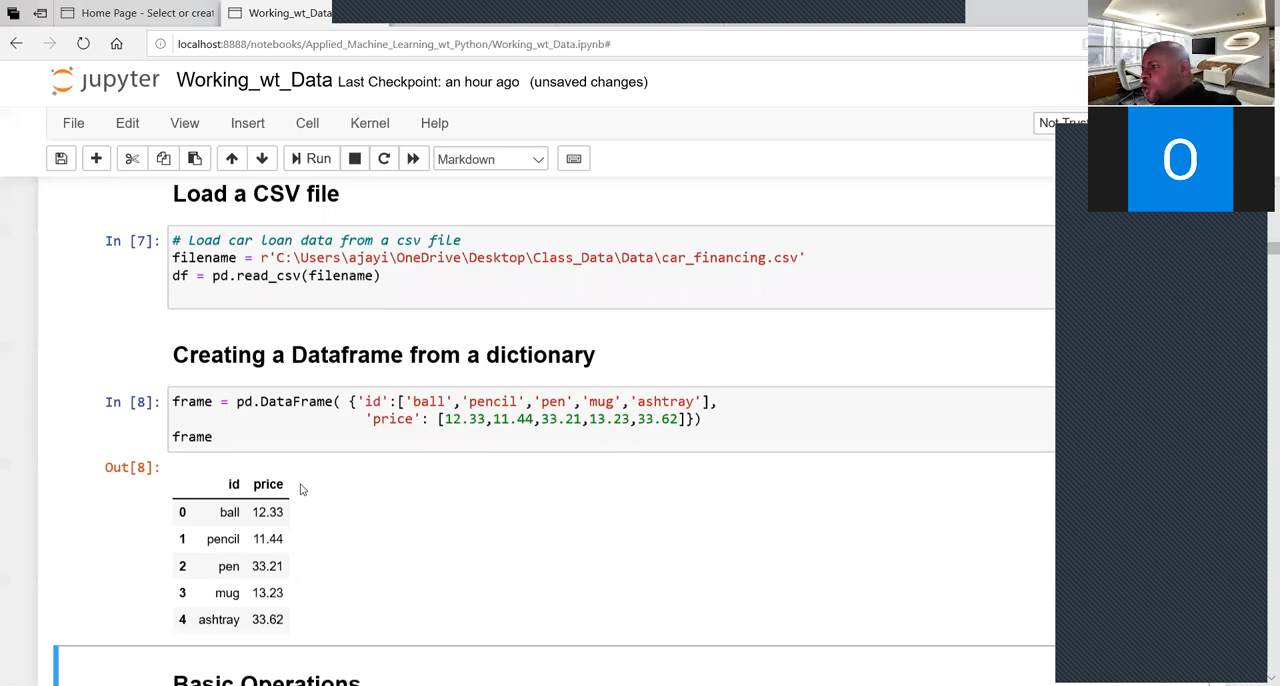 Home Page - Select or creat
Working_wt_Data
localhost:8888/notebooks/Applied_Machine_Learning_wt_Python/Working_wt_Data.ipynb#
jupyter Working_wt_Data Last Checkpoint: an hour ago (unsaved changes)
File Edit View Insert Cell Kernel Help
Not Trus
Run Markdown
O
Load a CSV file
In [7]: # Load car loan data from a csv file
filename = r'C:\Users\ajayi\OneDrive\Desktop\Class_Data\Data\car_financing.csv'
df = pd.read_csv(filename)
Creating a Dataframe from a dictionary
In [8]: frame = pd.DataFrame( {'id':['ball','pencil','pen','mug','ashtray'],
'price': [12.33,11.44,33.21,13.23,33.62]})
frame
Out[8]:
id price
0 ball 12.33
1 pencil 11.44
2 pen 33.21
3 mug 13.23
4 ashtray 33.62
Basic Operations